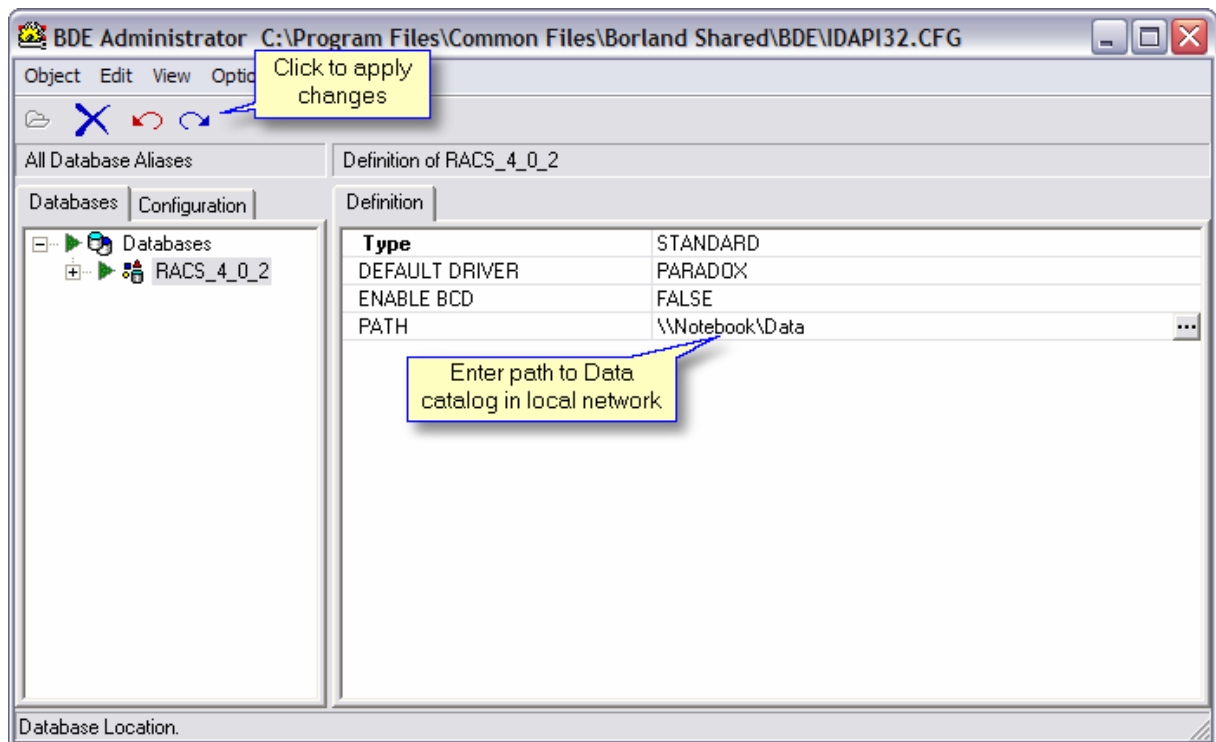 BDE Administrator C:\Program Files\Common Files\Borland Shared\BDE\IDAPI32.CFG
Object Edit View
Click to apply
changes
All Database Aliases
Definition of RACS_4_0_2
Databases Configuration
Definition
Databases
RACS_4_0_2
Type STANDARD
DEFAULT DRIVER PARADOX
ENABLE BCD FALSE
PATH \\Notebook\Data
Enter path to Data
catalog in local network
Database Location.